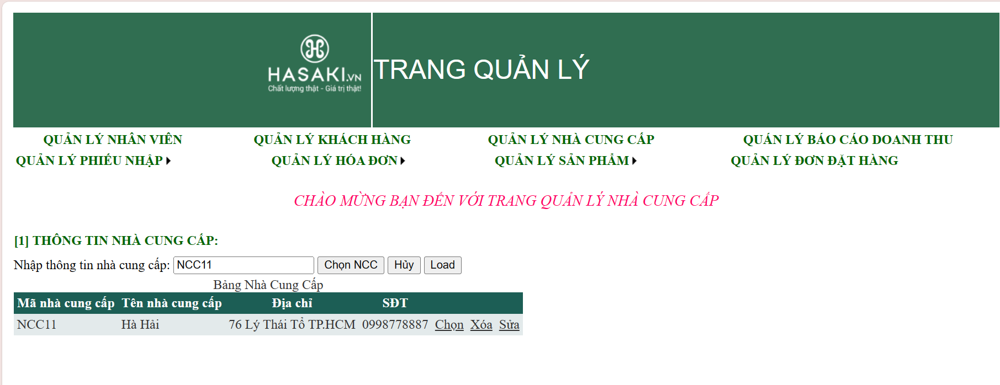 HASAKI.VN
Chất lượng thật - Giá trị thật!
TRANG QUẢN LÝ
QUẢN LÝ NHÂN VIÊN QUẢN LÝ KHÁCH HÀNG QUẢN LÝ NHÀ CUNG CẤP QUÁN LÝ BÁO CÁO DOANH THU
QUẢN LÝ PHIẾU NHẬP QUẢN LÝ HÓA ĐƠN QUẢN LÝ SẢN PHẨM QUẢN LÝ ĐƠN ĐẶT HÀNG
CHÀO MỪNG BẠN ĐẾN VỚI TRANG QUẢN LÝ NHÀ CUNG CẤP
[1] THÔNG TIN NHÀ CUNG CẤP:
Nhập thông tin nhà cung cấp: NCC11 Chọn NCC Hủy Load
Bảng Nhà Cung Cấp
Mã nhà cung cấp Tên nhà cung cấp Địa chỉ SĐT
NCC11 Hà Hải 76 Lý Thái Tổ TP.HCM 0998778887 Chọn Xóa Sửa